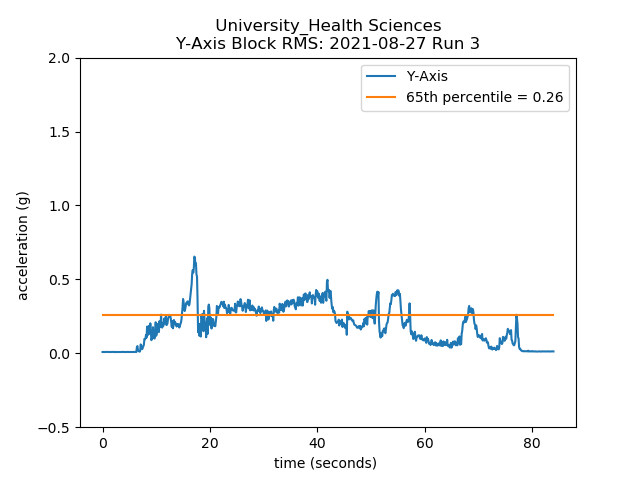 University_Health Sciences
Y-Axis Block RMS: 2021-08-27 Run 3
2.0
1.5
1.0
0.5
0.0
−0.5
acceleration (g)
Y-Axis
65th percentile = 0.26
0
20
40
60
80
time (seconds)